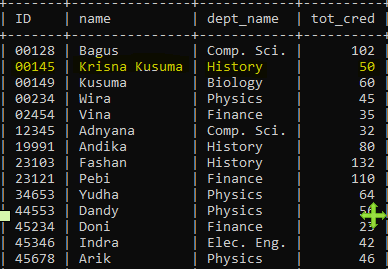 ID name dept_name tot_cred
00128 Bagus Comp. Sci. 102
00145 Krisna Kusuma History 50
00149 Kusuma Biology 60
00234 Wira Physics 45
02454 Vina Finance 35
12345 Adnyana Comp. Sci. 32
19991 Andika History 80
23103 Fashan History 132
23121 Pebi Finance 110
34653 Yudha Physics 64
44553 Dandy Physics
45234 Doni Finance
45346 Indra Elec. Eng. 42
45678 Arik Physics 46